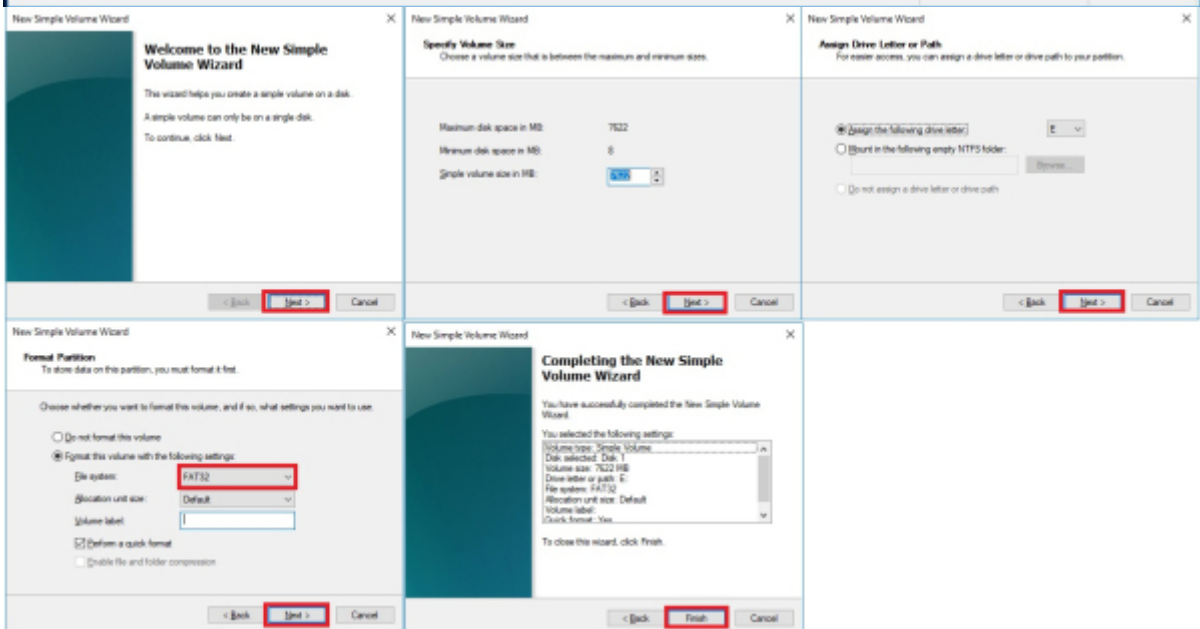 New Simple Volume Wizard
Welcome to the New Simple
Volume Wizard
This wizard helps you create a simple volume on a disk.
A simple volume can only be on a single disk.
To continue, click Next.
< Back
Next >
Cancel
New Simple Volume Wizard
Specify Volume Size
Choose a volume size that is between the maximum and minimum sizes.
Maximum disk space in MB:
7622
Minimum disk space in MB:
8
Simple volume size in MB:
7622
< Back
Next >
Cancel
New Simple Volume Wizard
Assign Drive Letter or Path
For easier access, you can assign a drive letter or drive path to your partition.
Assign the following drive letter:
E
Mount in the following empty NTFS folder:
Browse...
Do not assign a drive letter or drive path
< Back
Next >
Cancel
New Simple Volume Wizard
Format Partition
To store data on this partition, you must format it first.
Choose whether you want to format this volume, and if so, what settings you want to use.
Do not format this volume
Format this volume with the following settings:
File system:
FAT32
Allocation unit size:
Default
Volume label:
Perform a quick format
Enable file and folder compression
< Back
Next >
Cancel
New Simple Volume Wizard
Completing the New Simple
Volume Wizard
You have successfully completed the New Simple Volume
Wizard.
You selected the following settings:
Volume type: Simple Volume
Disk selected: Disk 1
Volume size: 7622 MB
Drive letter or path: E:
File system: FAT32
Allocation unit size: Default
Volume label:
Quick format: Yes
To close this wizard, click Finish.
< Back
Finish
Cancel